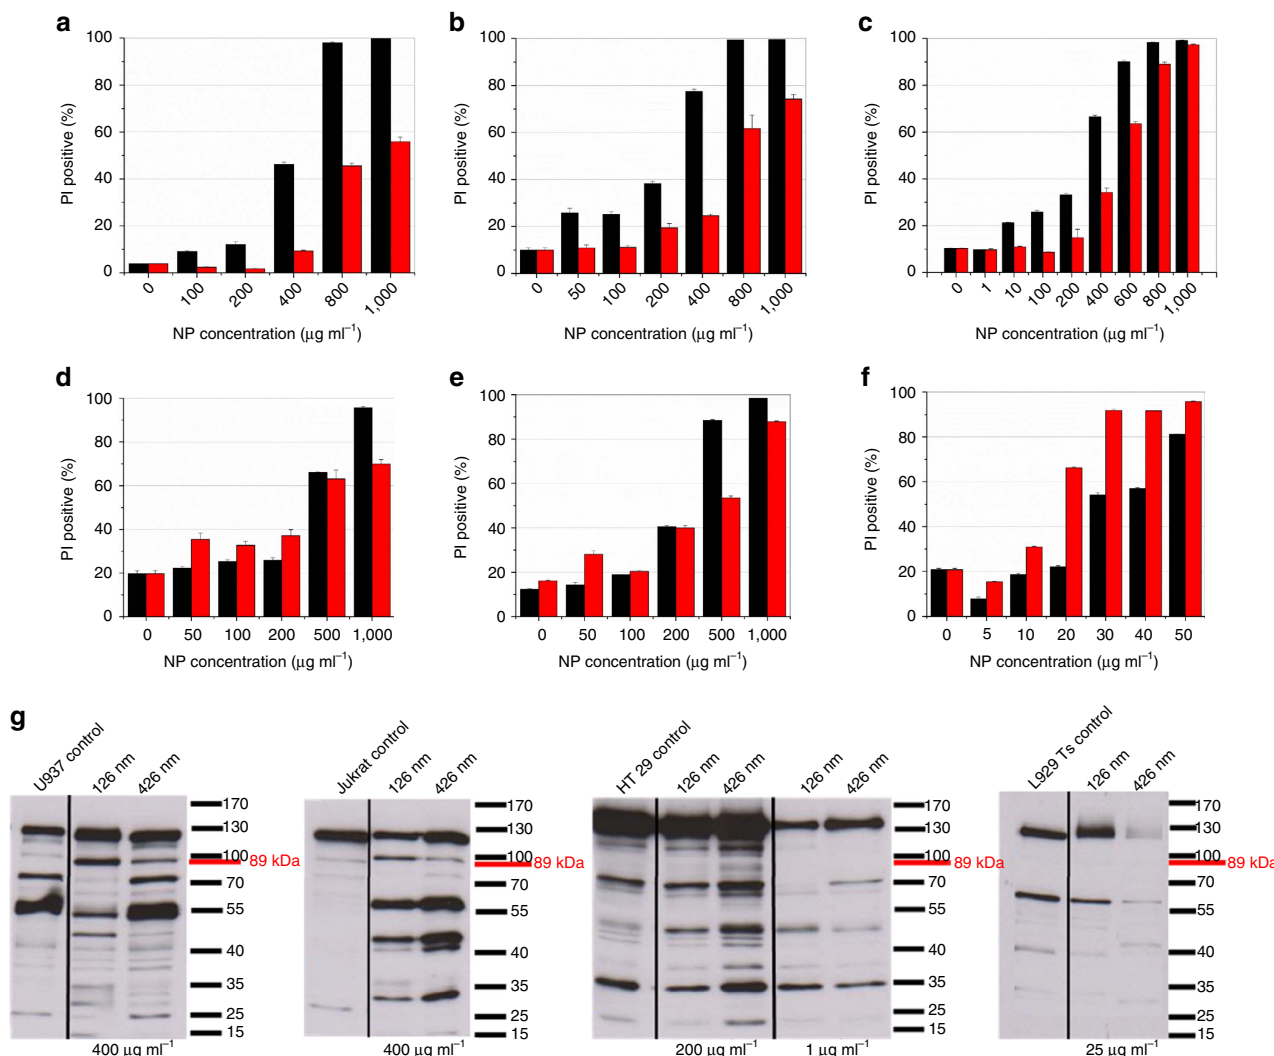 a
b
c
100
80
60
40
20
0
PI positive (%)
0 100 200 400 800 1,000
NP concentration (µg ml⁻¹)
100
80
60
40
20
0
PI positive (%)
0 50 100 200 400 800 1,000
NP concentration (µg ml⁻¹)
100
80
60
40
20
0
PI positive (%)
0 1 10 100 200 400 600 800 1,000
NP concentration (µg ml⁻¹)
d
e
f
100
80
60
40
20
0
PI positive (%)
0 50 100 200 500 1,000
NP concentration (µg ml⁻¹)
100
80
60
40
20
0
PI positive (%)
0 50 100 200 500 1,000
NP concentration (µg ml⁻¹)
100
80
60
40
20
0
PI positive (%)
0 5 10 20 30 40 50
NP concentration (µg ml⁻¹)
g
U937 control
126 nm
426 nm
170
130
100
89 kDa
70
55
40
35
25
15
400 µg ml⁻¹
Jukrat control
126 nm
426 nm
170
130
100
89 kDa
70
55
40
35
25
15
400 µg ml⁻¹
HT 29 control
126 nm
426 nm
126 nm
426 nm
170
130
100
89 kDa
70
55
40
35
25
15
200 µg ml⁻¹
1 µg ml⁻¹
L929 Ts control
126 nm
426 nm
170
130
100
89 kDa
70
55
40
35
25
15
25 µg ml⁻¹